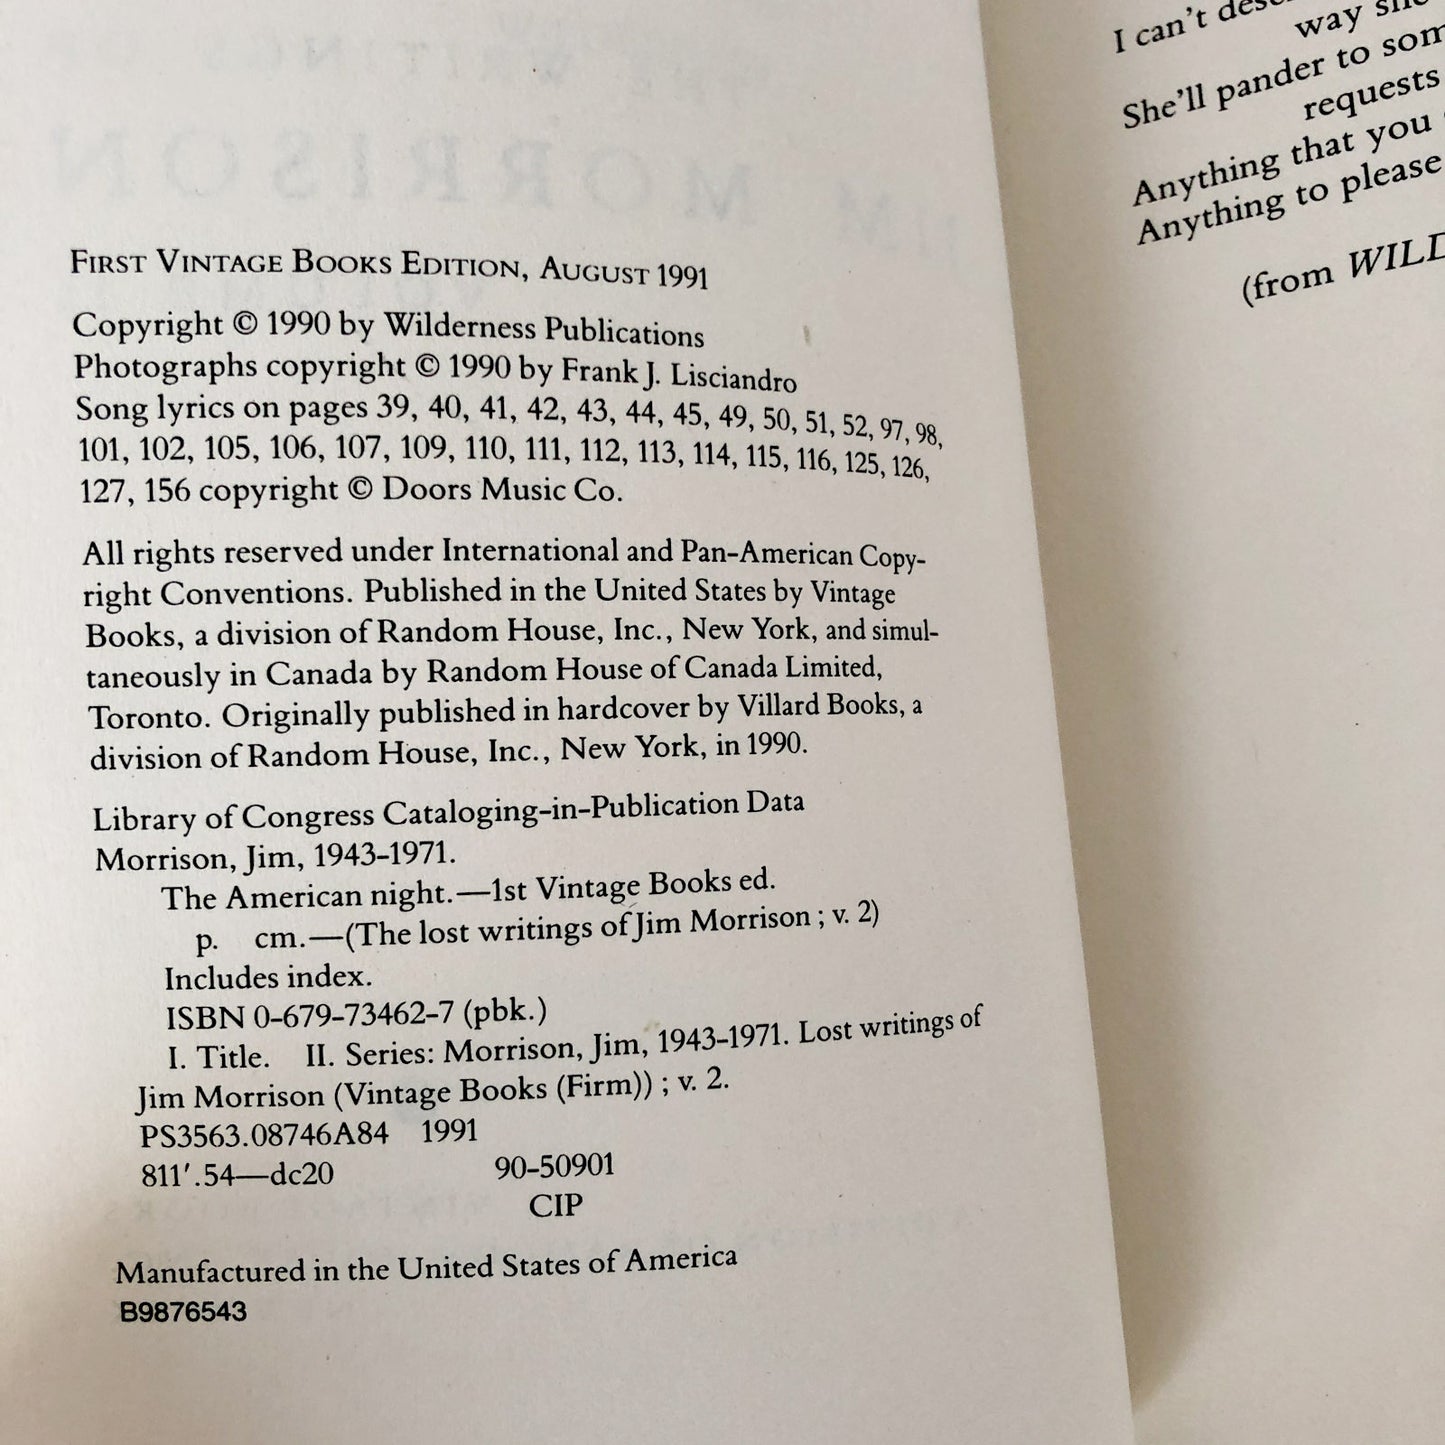 FIRST VINTAGE BOOKS EDITION, AUGUST 1991
Copyright © 1990 by Wilderness Publications
Photographs copyright © 1990 by Frank J. Lisciandro
Song lyrics on pages 39, 40, 41, 42, 43, 44, 45, 49, 50, 51, 52, 97, 98,
101, 102, 105, 106, 107, 109, 110, 111, 112, 113, 114, 115, 116, 125, 126,
127, 156 copyright © Doors Music Co.
All rights reserved under International and Pan-American Copy-
right Conventions. Published in the United States by Vintage
Books, a division of Random House, Inc., New York, and simul-
taneously in Canada by Random House of Canada Limited,
Toronto. Originally published in hardcover by Villard Books, a
division of Random House, Inc., New York, in 1990.
Library of Congress Cataloging-in-Publication Data
Morrison, Jim, 1943-1971.
The American night.—1st Vintage Books ed.
p. cm.—(The lost writings of Jim Morrison ; v. 2)
Includes index.
ISBN 0-679-73462-7 (pbk.)
I. Title. II. Series: Morrison, Jim, 1943-1971. Lost writings of
Jim Morrison (Vintage Books (Firm)) ; v. 2.
PS3563.08746A84 1991
811'.54—dc20 90-50901
CIP
Manufactured in the United States of America
B9876543
I can't
way
She'll pander to
requests
Anything that you
Anything to please
(from WILD